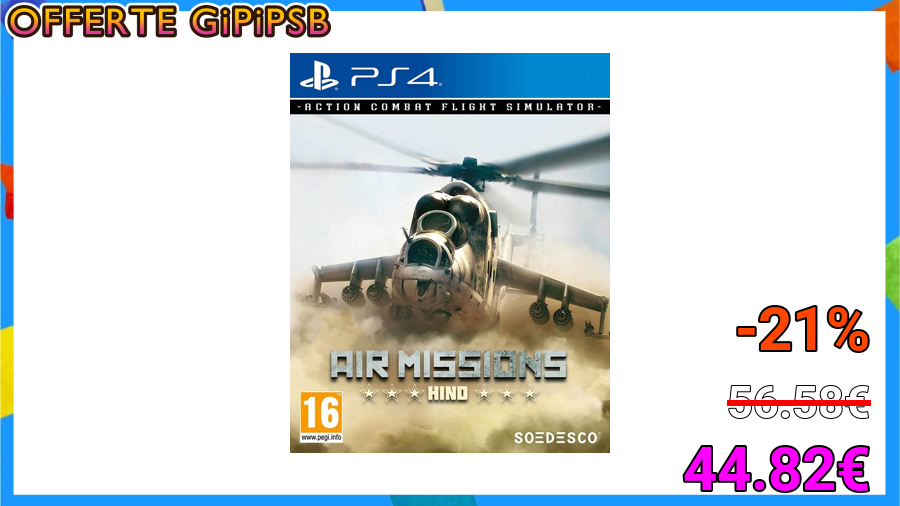 OFFERTE GiPiPSB
PS4
-ACTION COMBAT FLIGHT SIMULATOR-
AIR MISSIONS
HIND
16
www.pegi.info
SOEDESCO
-21%
56.58€
44.82€